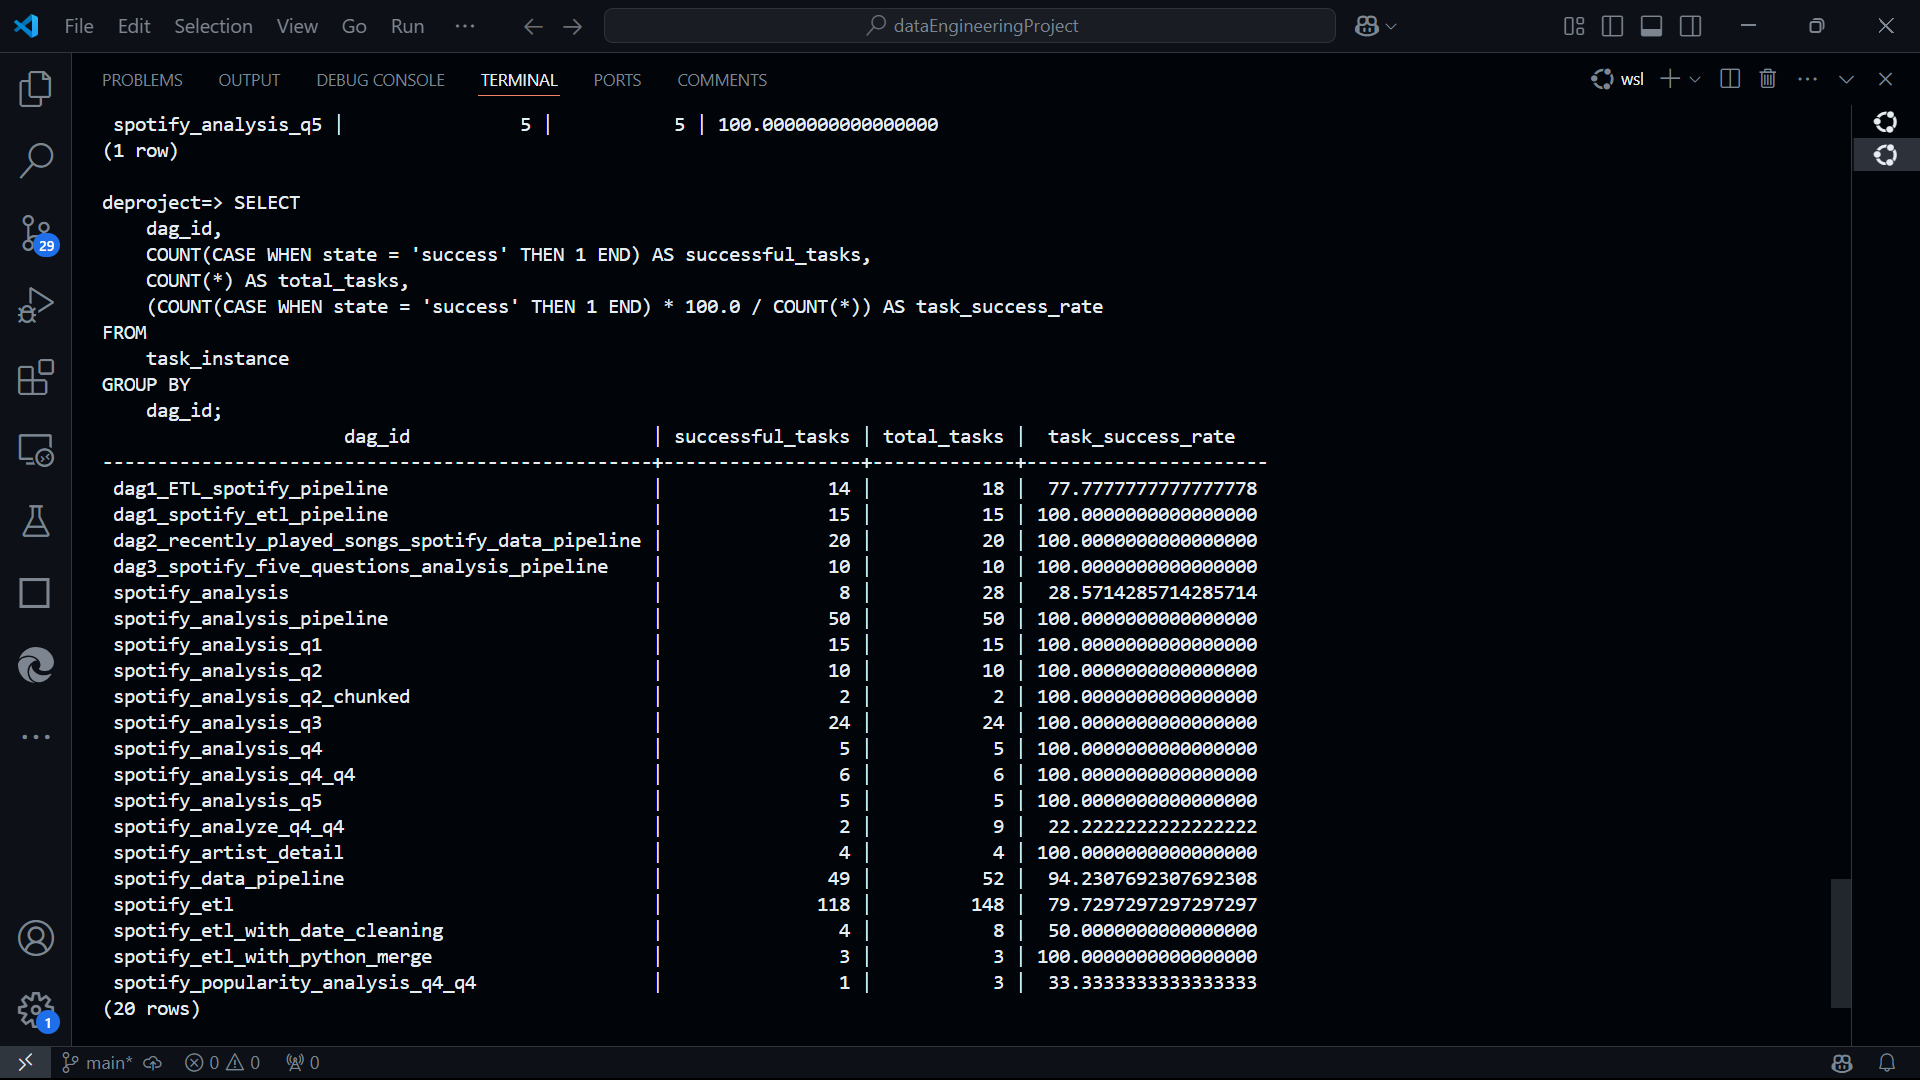 File Edit Selection View Go Run ··· dataEngineeringProject
PROBLEMS OUTPUT DEBUG CONSOLE TERMINAL PORTS COMMENTS wsl
spotify_analysis_q5 | 5 | 5 | 100.0000000000000000
(1 row)
deproject=> SELECT
dag_id,
COUNT(CASE WHEN state = 'success' THEN 1 END) AS successful_tasks,
COUNT(*) AS total_tasks,
(COUNT(CASE WHEN state = 'success' THEN 1 END) * 100.0 / COUNT(*)) AS task_success_rate
FROM
task_instance
GROUP BY
dag_id;
dag_id | successful_tasks | total_tasks | task_success_rate
--------------------------------------------------+------------------+-------------+----------------------
dag1_ETL_spotify_pipeline | 14 | 18 | 77.7777777777777778
dag1_spotify_etl_pipeline | 15 | 15 | 100.0000000000000000
dag2_recently_played_songs_spotify_data_pipeline | 20 | 20 | 100.0000000000000000
dag3_spotify_five_questions_analysis_pipeline | 10 | 10 | 100.0000000000000000
spotify_analysis | 8 | 28 | 28.5714285714285714
spotify_analysis_pipeline | 50 | 50 | 100.0000000000000000
spotify_analysis_q1 | 15 | 15 | 100.0000000000000000
spotify_analysis_q2 | 10 | 10 | 100.0000000000000000
spotify_analysis_q2_chunked | 2 | 2 | 100.0000000000000000
spotify_analysis_q3 | 24 | 24 | 100.0000000000000000
spotify_analysis_q4 | 5 | 5 | 100.0000000000000000
spotify_analysis_q4_q4 | 6 | 6 | 100.0000000000000000
spotify_analysis_q5 | 5 | 5 | 100.0000000000000000
spotify_analyze_q4_q4 | 2 | 9 | 22.2222222222222222
spotify_artist_detail | 4 | 4 | 100.0000000000000000
spotify_data_pipeline | 49 | 52 | 94.2307692307692308
spotify_etl | 118 | 148 | 79.7297297297297297
spotify_etl_with_date_cleaning | 4 | 8 | 50.0000000000000000
spotify_etl_with_python_merge | 3 | 3 | 100.0000000000000000
spotify_popularity_analysis_q4_q4 | 1 | 3 | 33.3333333333333333
(20 rows)
29
1
main* 0 0 0